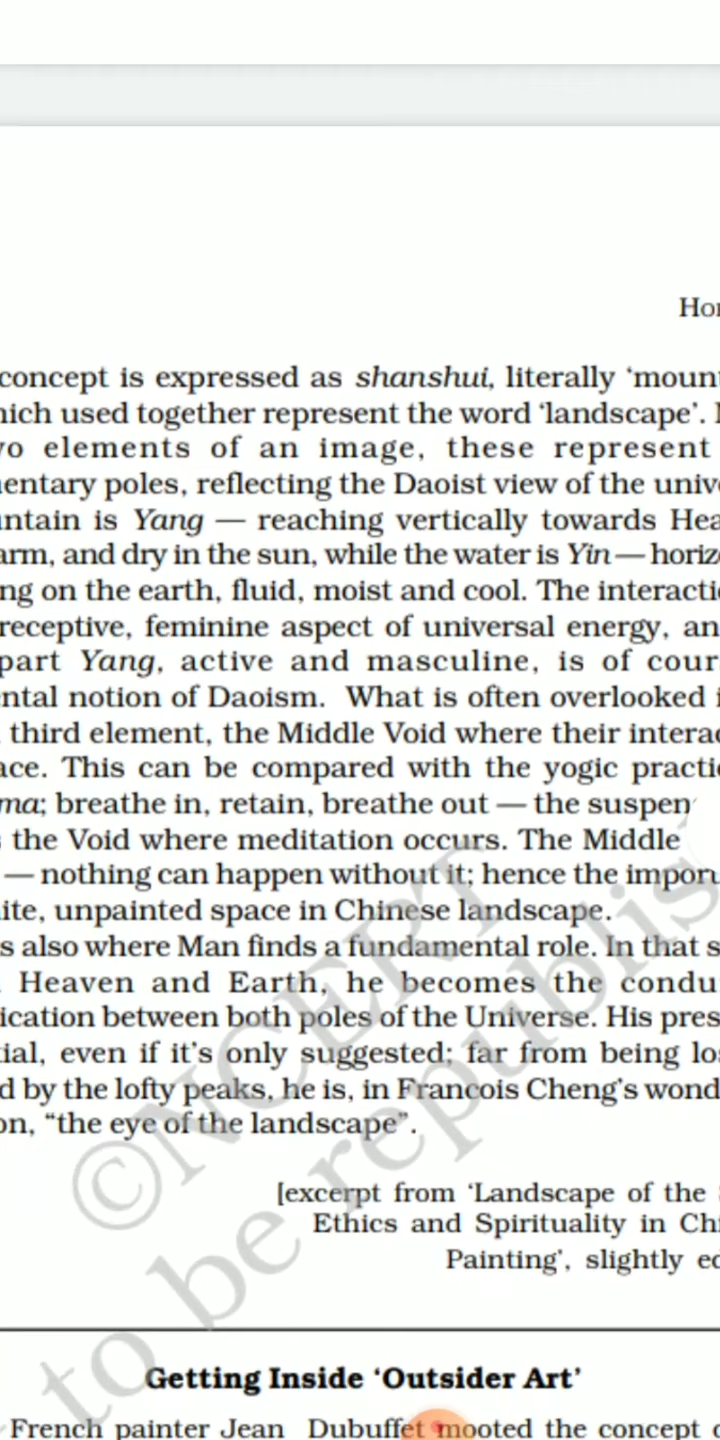 Hor
concept is expressed as shanshui, literally ‘mount
hich used together represent the word ‘landscape’.
vo elements of an image, these represent
entary poles, reflecting the Daoist view of the unive
untain is Yang — reaching vertically towards Hea
arm, and dry in the sun, while the water is Yin — horiz
ng on the earth, fluid, moist and cool. The interacti
receptive, feminine aspect of universal energy, an
part Yang, active and masculine, is of cour
ntal notion of Daoism. What is often overlooked i
third element, the Middle Void where their interac
ace. This can be compared with the yogic practic
ma; breathe in, retain, breathe out — the suspen
the Void where meditation occurs. The Middle
— nothing can happen without it; hence the impor
ite, unpainted space in Chinese landscape.
s also where Man finds a fundamental role. In that s
Heaven and Earth, he becomes the condu
ication between both poles of the Universe. His pres
tial, even if it’s only suggested; far from being lo
d by the lofty peaks, he is, in Francois Cheng’s wond
on, “the eye of the landscape”.
[excerpt from ‘Landscape of the
Ethics and Spirituality in Chi
Painting’, slightly ed
©NCERT
to be republis
Getting Inside ‘Outsider Art’
French painter Jean Dubuffet mooted the concept